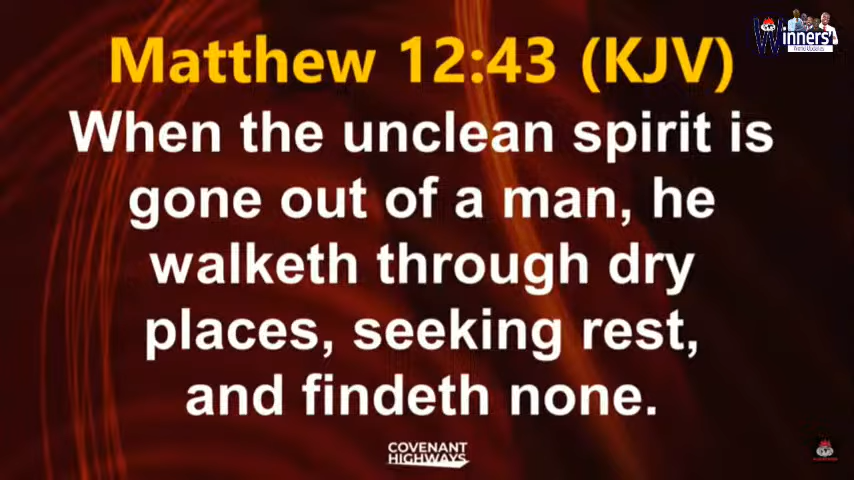 Matthew 12:43 (KJV)
Winners'
When the unclean spirit is
gone out of a man, he
walketh through dry
places, seeking rest,
and findeth none.
COVENANT
HIGHWAYS